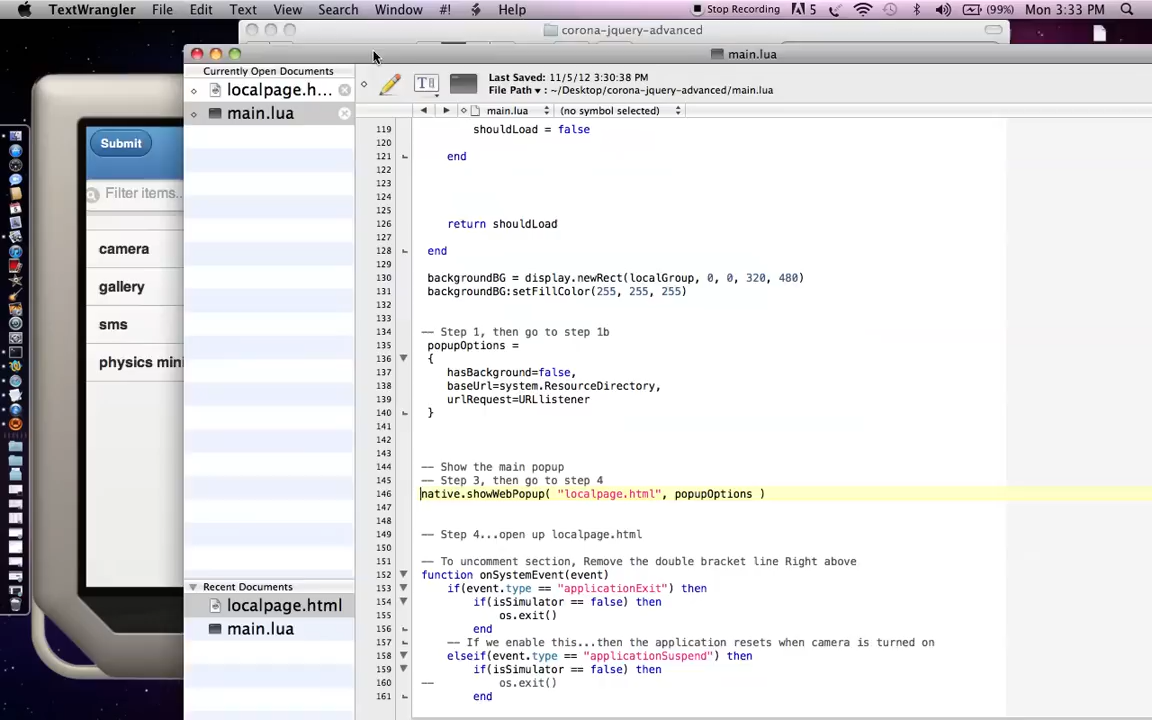 TextWrangler File Edit Text View Search Window #! Help Stop Recording 5 (99%) Mon 3:33 PM
corona-jquery-advanced
main.lua
Currently Open Documents
localpage.h...
main.lua
Last Saved: 11/5/12 3:30:38 PM
File Path : ~/Desktop/corona-jquery-advanced/main.lua
main.lua (no symbol selected)
Submit
Filter items..
camera
gallery
sms
physics mini
119 shouldLoad = false
120
121 end
122
123
124
125
126 return shouldLoad
127
128 end
129
130 backgroundBG = display.newRect(localGroup, 0, 0, 320, 480)
131 backgroundBG:setFillColor(255, 255, 255)
132
133
134 -- Step 1, then go to step 1b
135 popupOptions =
136 {
137 hasBackground=false,
138 baseUrl=system.ResourceDirectory,
139 urlRequest=URLlistener
140 }
141
142
143
144 -- Show the main popup
145 -- Step 3, then go to step 4
146 native.showWebPopup( "localpage.html", popupOptions )
147
148
149 -- Step 4...open up localpage.html
150
151 -- To uncomment section, Remove the double bracket line Right above
152 function onSystemEvent(event)
153 if(event.type == "applicationExit") then
154 if(isSimulator == false) then
155 os.exit()
156 end
157 -- If we enable this...then the application resets when camera is turned on
158 elseif(event.type == "applicationSuspend") then
159 if(isSimulator == false) then
160 -- os.exit()
161 end
Recent Documents
localpage.html
main.lua